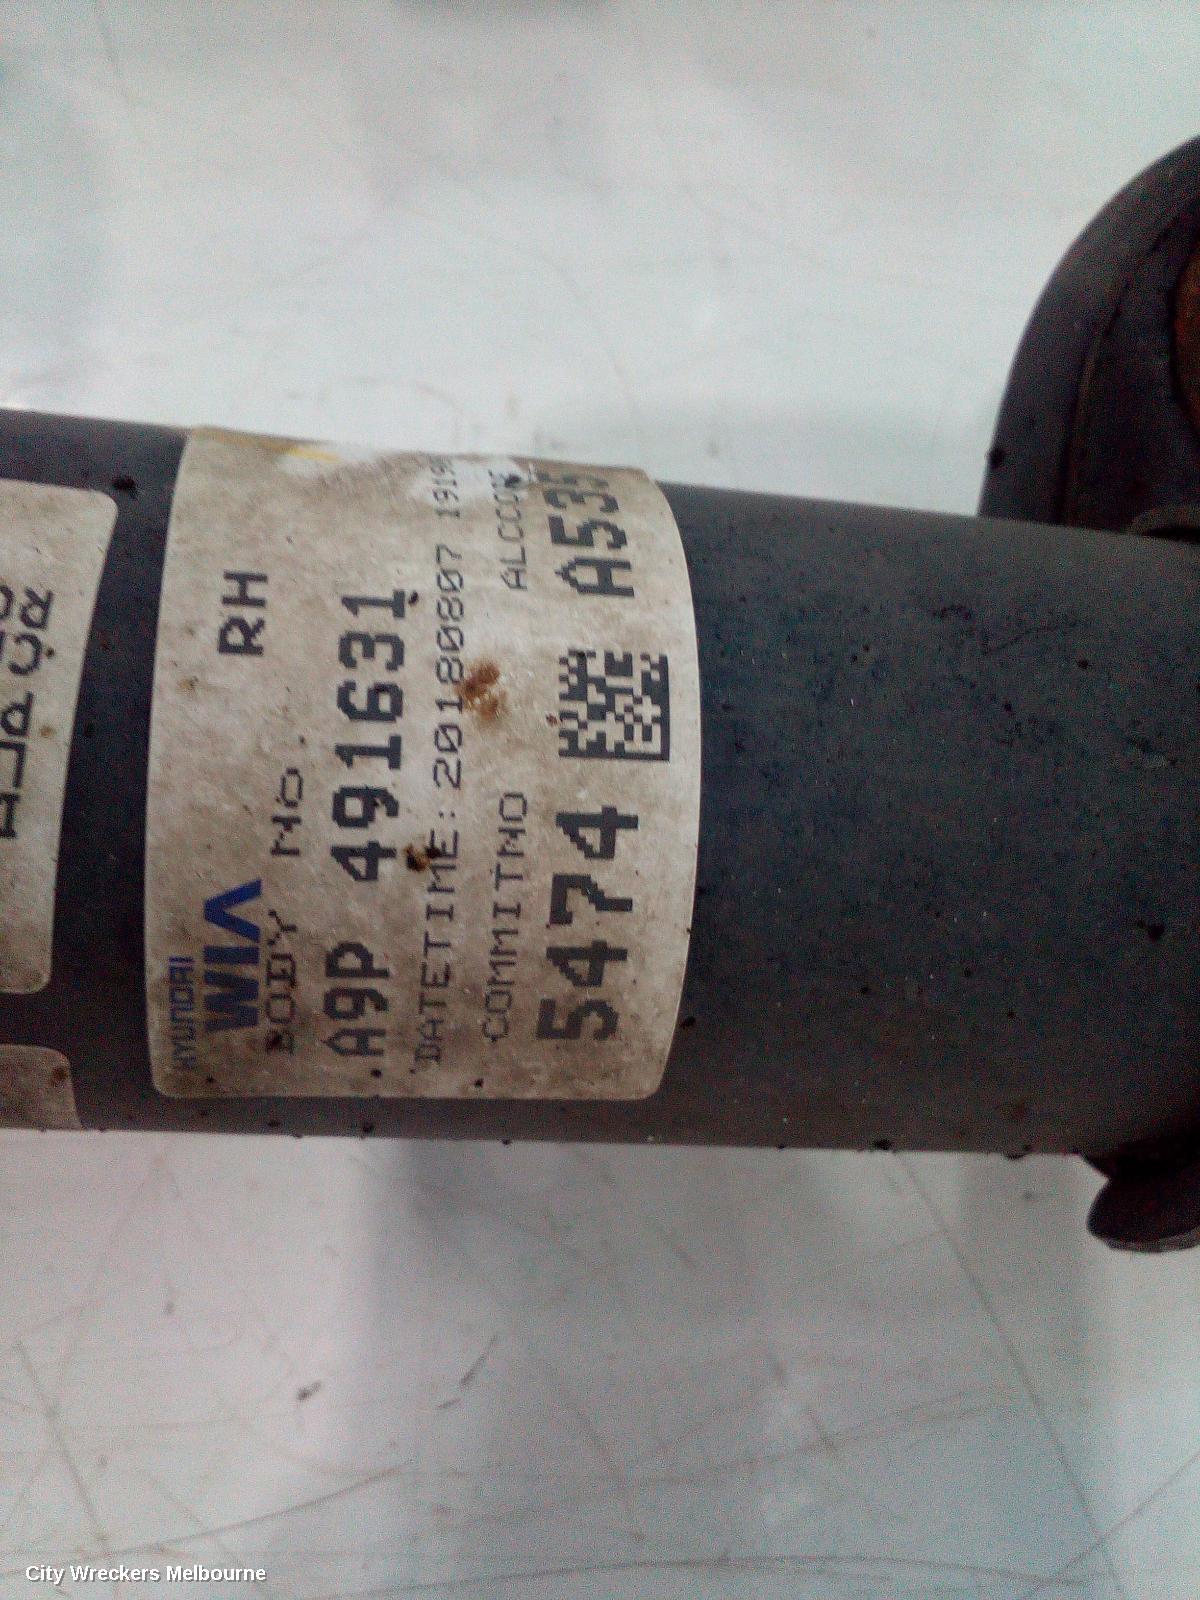 HYUNDAI
WIA RH
BODY NO
A9P 491631
DATETIME:20180807
COMMITNO
5474
City Wreckers Melbourne